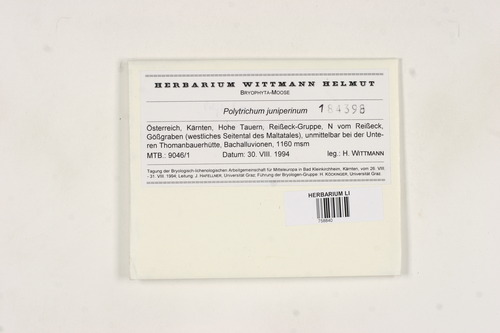 HERBARIUM WITTMANN HELMUT
BRYOPHYTA-MOOSE
Polytrichum juniperinum 184398
Österreich, Kärnten, Hohe Tauern, Reißeck-Gruppe, N vom Reißeck,
Gößgraben (westliches Seitental des Maltatales), unmittelbar bei der Unte-
ren Thomanbauerhütte, Bachalluvionen, 1160 msm
MTB.: 9046/1 Datum: 30. VIII. 1994 leg.: H. WITTMANN
Tagung der Bryologisch-lichenologischen Arbeitsgemeinschaft für Mitteleuropa in Bad Kleinkirchheim, Kärnten, vom 26. VIII.
- 31. VIII. 1994, Leitung: J. HAFELLNER, Universität Graz; Führung der Bryologen-Gruppe: H. KÖCKINGER, Universität Graz
HERBARIUM LI